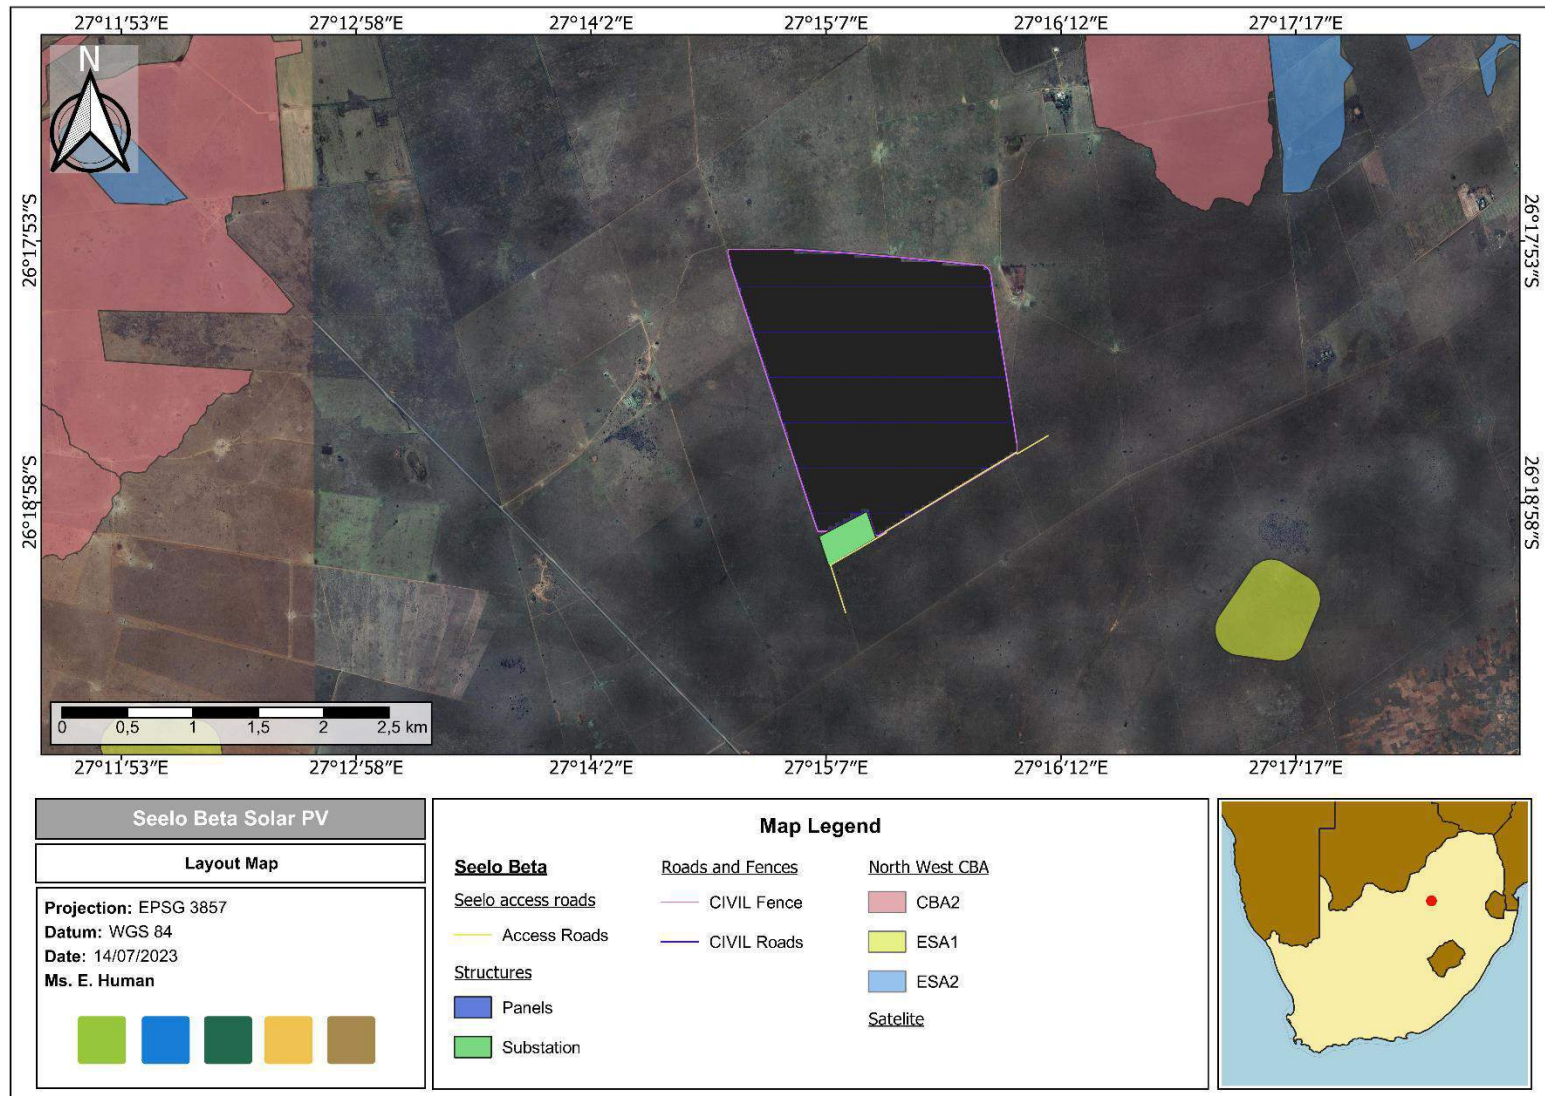 27°11′53″E 27°12′58″E 27°14′2″E 27°15′7″E 27°16′12″E 27°17′17″E
N
26°17′53″S 26°17′53″S
26°18′58″S 26°18′58″S
0 0,5 1 1,5 2 2,5 km
27°11′53″E 27°12′58″E 27°14′2″E 27°15′7″E 27°16′12″E 27°17′17″E
Seelo Beta Solar PV
Layout Map
Projection: EPSG 3857
Datum: WGS 84
Date: 14/07/2023
Ms. E. Human
Map Legend
Seelo Beta
Seelo access roads
Access Roads
Structures
Panels
Substation
Roads and Fences
CIVIL Fence
CIVIL Roads
North West CBA
CBA2
ESA1
ESA2
Satelite